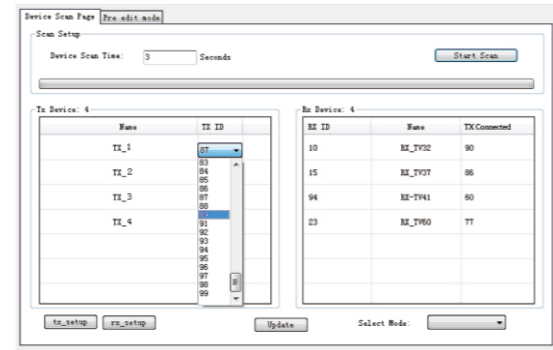 Device Scan Page Pre edit mode
Scan Setup
Device Scan Time: 3 Seconds Start Scan
Tx Device: 4 Rx Device: 4
Name TX ID RX ID Name TX Connected
TX_1 87 10 RX_TV32 90
83
84
TX_2 15 RX_TV37 86
85
86
87
TX_3 94 RX-TV41 60
88
TX_4 23 RX_TV60 77
91
92
93
94
95
96
97
98
99
tx_setup rx_setup Update Select Mode: